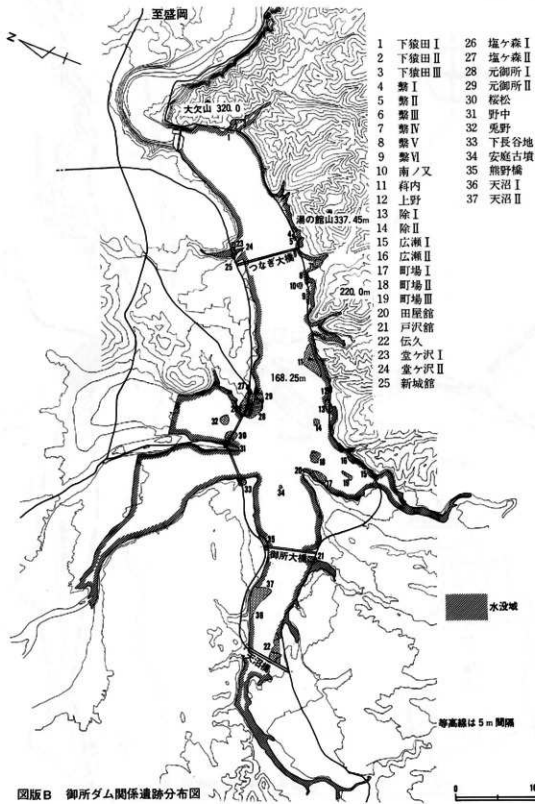 至盛岡
N
大欠山 320.0
湯の館山337.45m
つなぎ大橋
220.0m
168.25m
御所大橋
1 下猿田Ⅰ
2 下猿田Ⅱ
3 下猿田Ⅲ
4 繋Ⅰ
5 繋Ⅱ
6 繋Ⅲ
7 繋Ⅳ
8 繋Ⅴ
9 繋Ⅵ
10 南ノ又
11 萪内
12 上野
13 除Ⅰ
14 除Ⅱ
15 広瀬Ⅰ
16 広瀬Ⅱ
17 町場Ⅰ
18 町場Ⅱ
19 町場Ⅲ
20 田屋館
21 戸沢館
22 伝久
23 堂ケ沢Ⅰ
24 堂ケ沢Ⅱ
25 新城館
26 塩ケ森Ⅰ
27 塩ケ森Ⅱ
28 元御所Ⅰ
29 元御所Ⅱ
30 桜松
31 野中
32 兎野
33 下長谷地
34 安庭古墳
35 熊野橋
36 天沼Ⅰ
37 天沼Ⅱ
水没域
等高線は5m間隔
0
図版B 御所ダム関係遺跡分布図